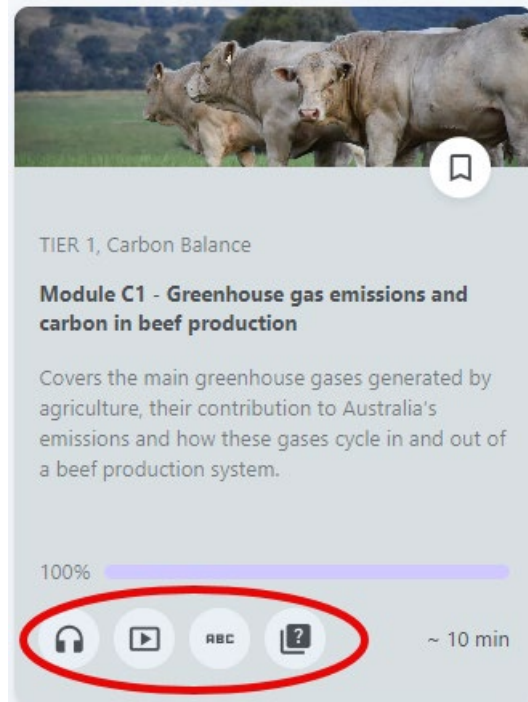 TIER 1, Carbon Balance
Module C1 - Greenhouse gas emissions and
carbon in beef production
Covers the main greenhouse gases generated by
agriculture, their contribution to Australia's
emissions and how these gases cycle in and out of
a beef production system.
100%
ABC ? ~ 10 min